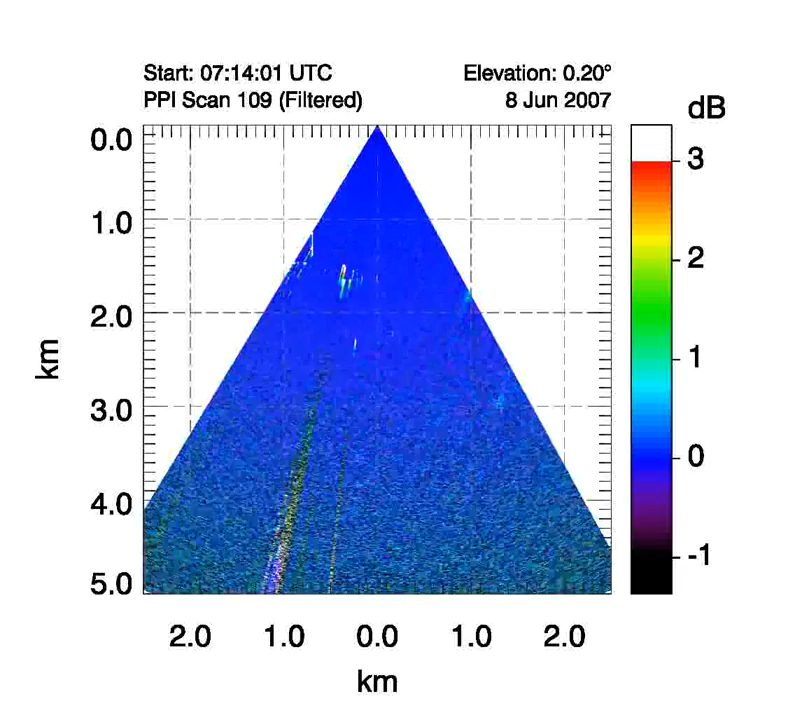 Start: 07:14:01 UTC
Elevation: 0.20°
PPI Scan 109 (Filtered)
8 Jun 2007
dB
0.0
1.0
2.0
3.0
4.0
5.0
km
2.0
1.0
0.0
1.0
2.0
km
3
2
1
0
-1